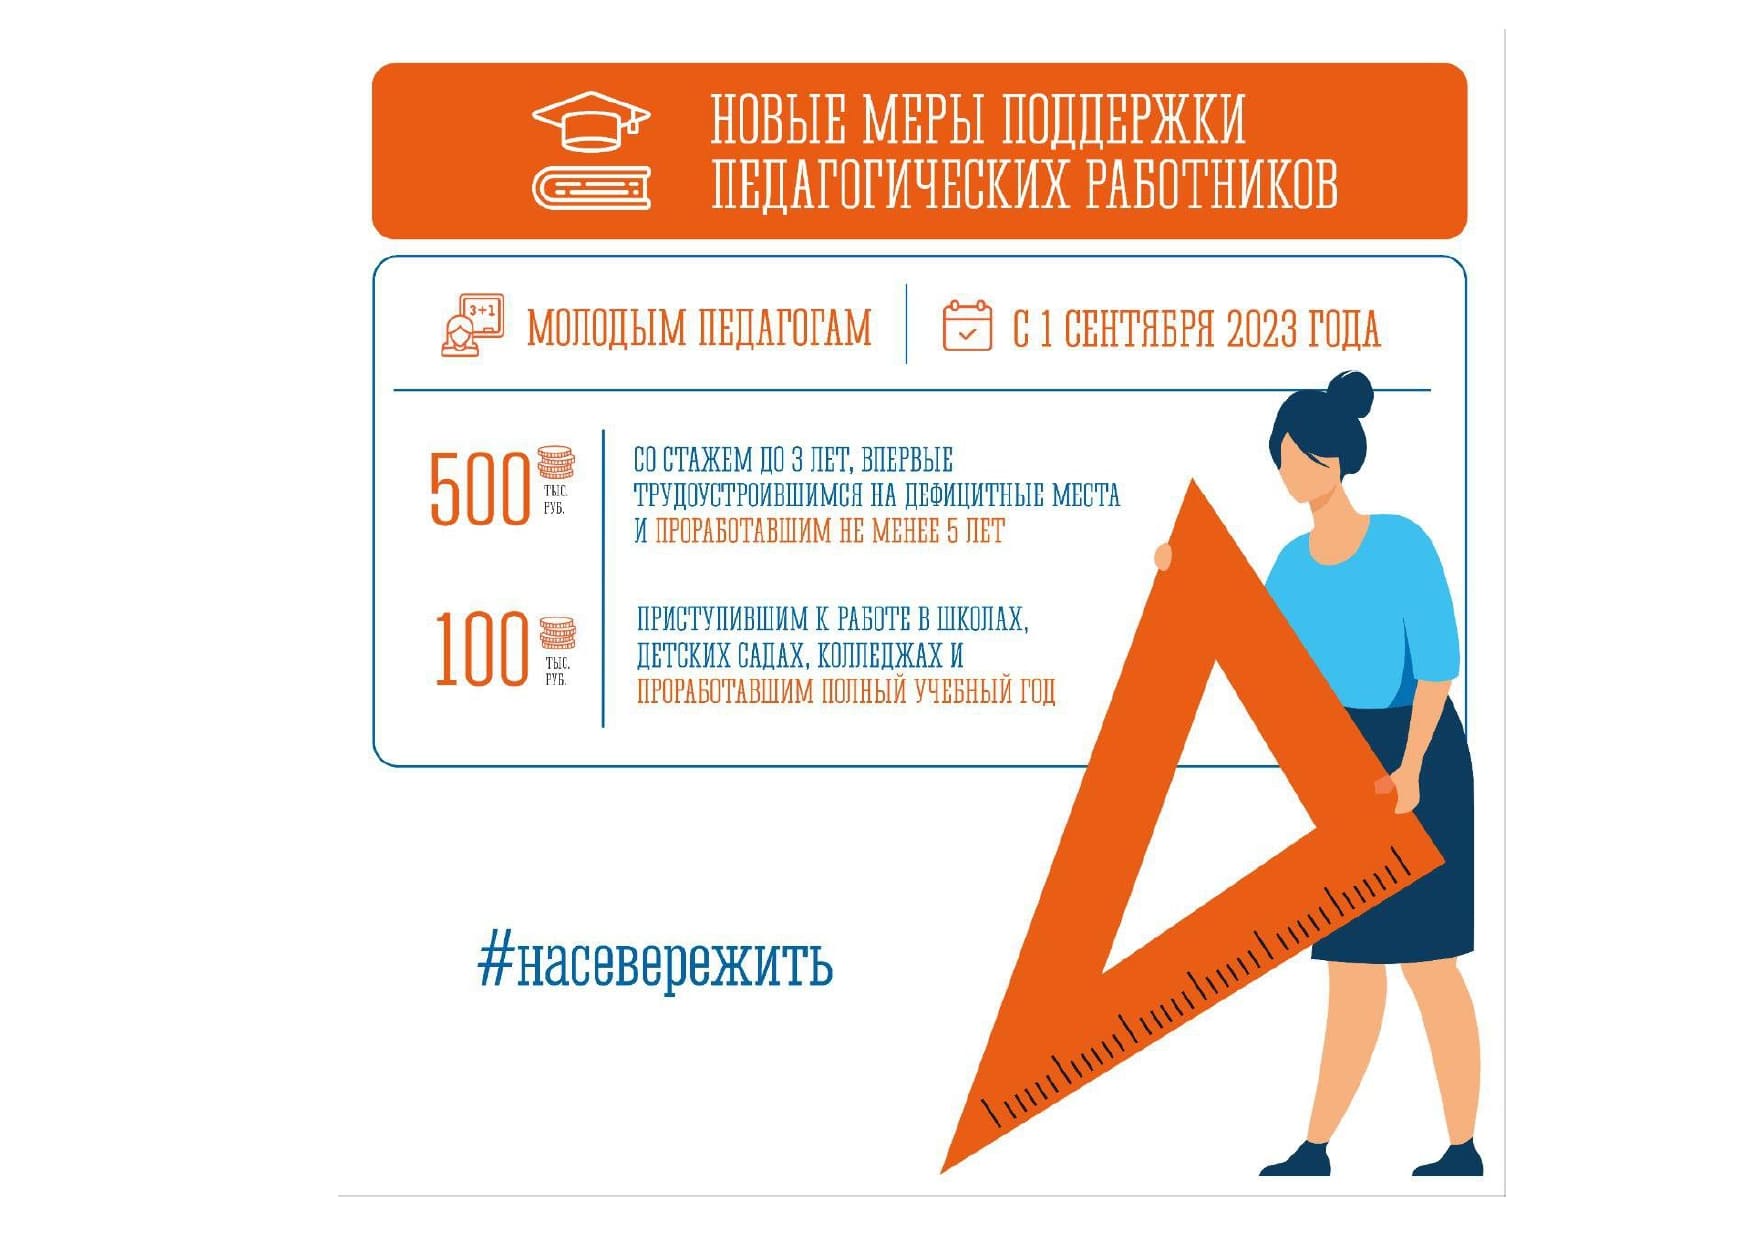 НОВЫЕ МЕРЫ ПОДДЕРЖКИ
ПЕДАГОГИЧЕСКИХ РАБОТНИКОВ
3+1
МОЛОДЫМ ПЕДАГОГАМ
С 1 СЕНТЯБРЯ 2023 ГОДА
500
ТЫС.
РУБ.
СО СТАЖЕМ ДО 3 ЛЕТ, ВПЕРВЫЕ
ТРУДОУСТРОИВШИМСЯ НА ДЕФИЦИТНЫЕ МЕСТА
И ПРОРАБОТАВШИМ НЕ МЕНЕЕ 5 ЛЕТ
100
ТЫС.
РУБ.
ПРИСТУПИВШИМ К РАБОТЕ В ШКОЛАХ,
ДЕТСКИХ САДАХ, КОЛЛЕДЖАХ И
ПРОРАБОТАВШИМ ПОЛНЫЙ УЧЕБНЫЙ ГОД
#насевережить